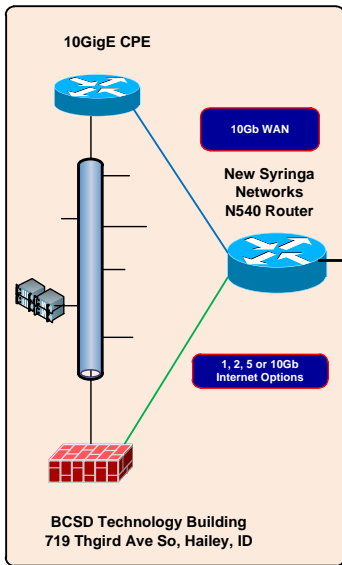 10GigE CPE
10Gb WAN
New Syringa
Networks
N540 Router
1, 2, 5 or 10Gb
Internet Options
BCSD Technology Building
719 Thgird Ave So, Hailey, ID